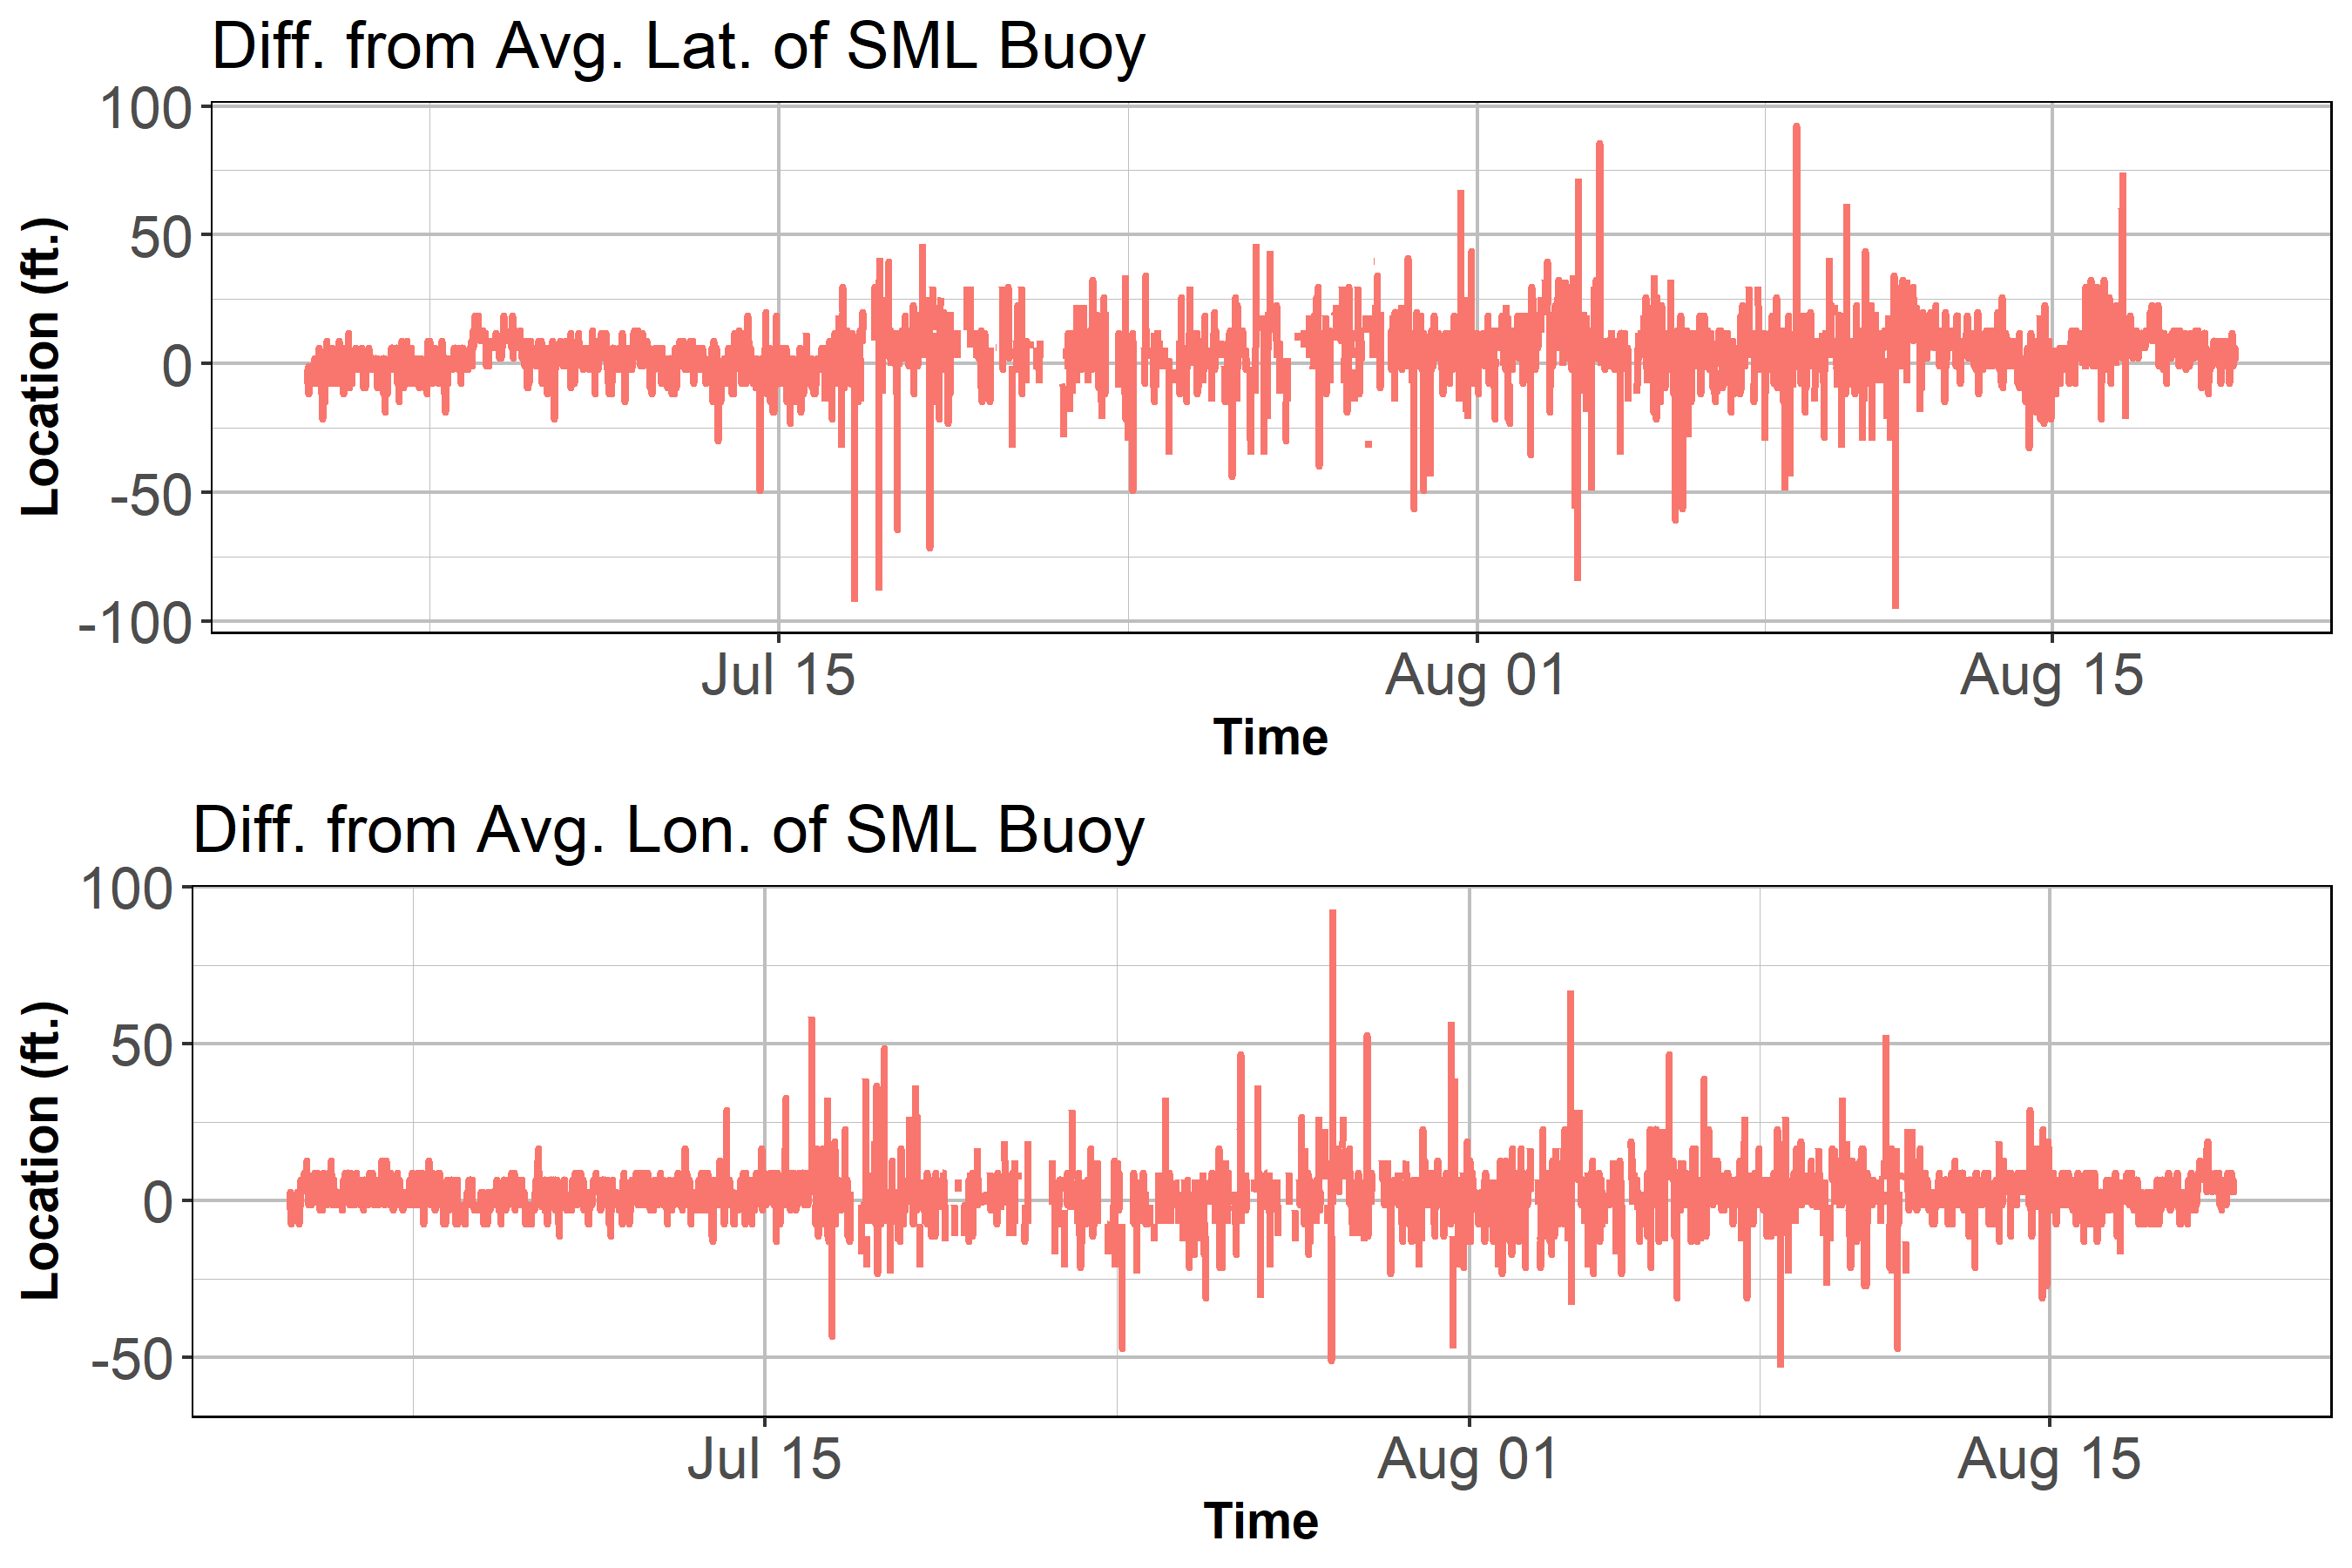 Diff. from Avg. Lat. of SML Buoy
100
50
0
-50
-100
Location (ft.)
Jul 15 Aug 01 Aug 15
Time
Diff. from Avg. Lon. of SML Buoy
100
50
0
-50
Location (ft.)
Jul 15 Aug 01 Aug 15
Time